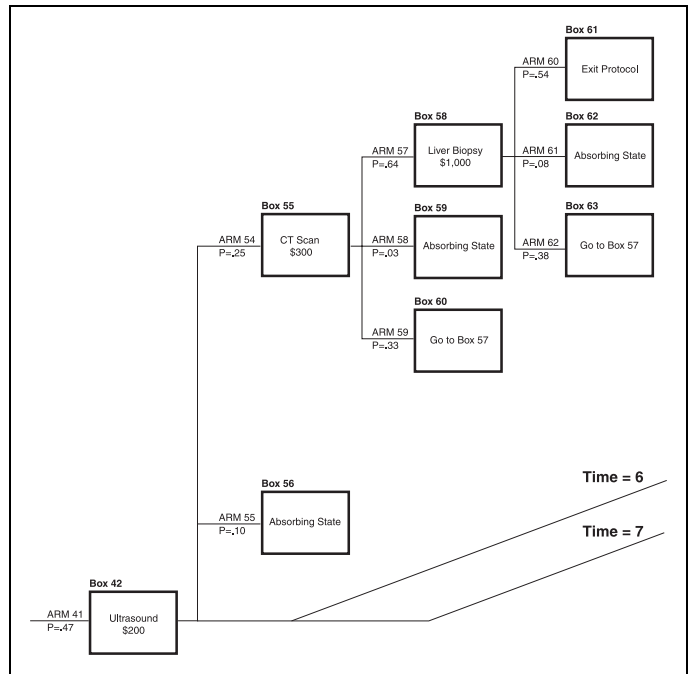 Box 61
ARM 60
P=.54
Exit Protocol
Box 58
Box 62
ARM 57
P=.64
Liver Biopsy
$1,000
ARM 61
P=.08
Absorbing State
Box 55
Box 59
Box 63
ARM 54
P=.25
CT Scan
$300
ARM 58
P=.03
Absorbing State
ARM 62
P=.38
Go to Box 57
Box 60
ARM 59
P=.33
Go to Box 57
Time = 6
Box 56
ARM 55
P=.10
Absorbing State
Time = 7
Box 42
ARM 41
P=.47
Ultrasound
$200